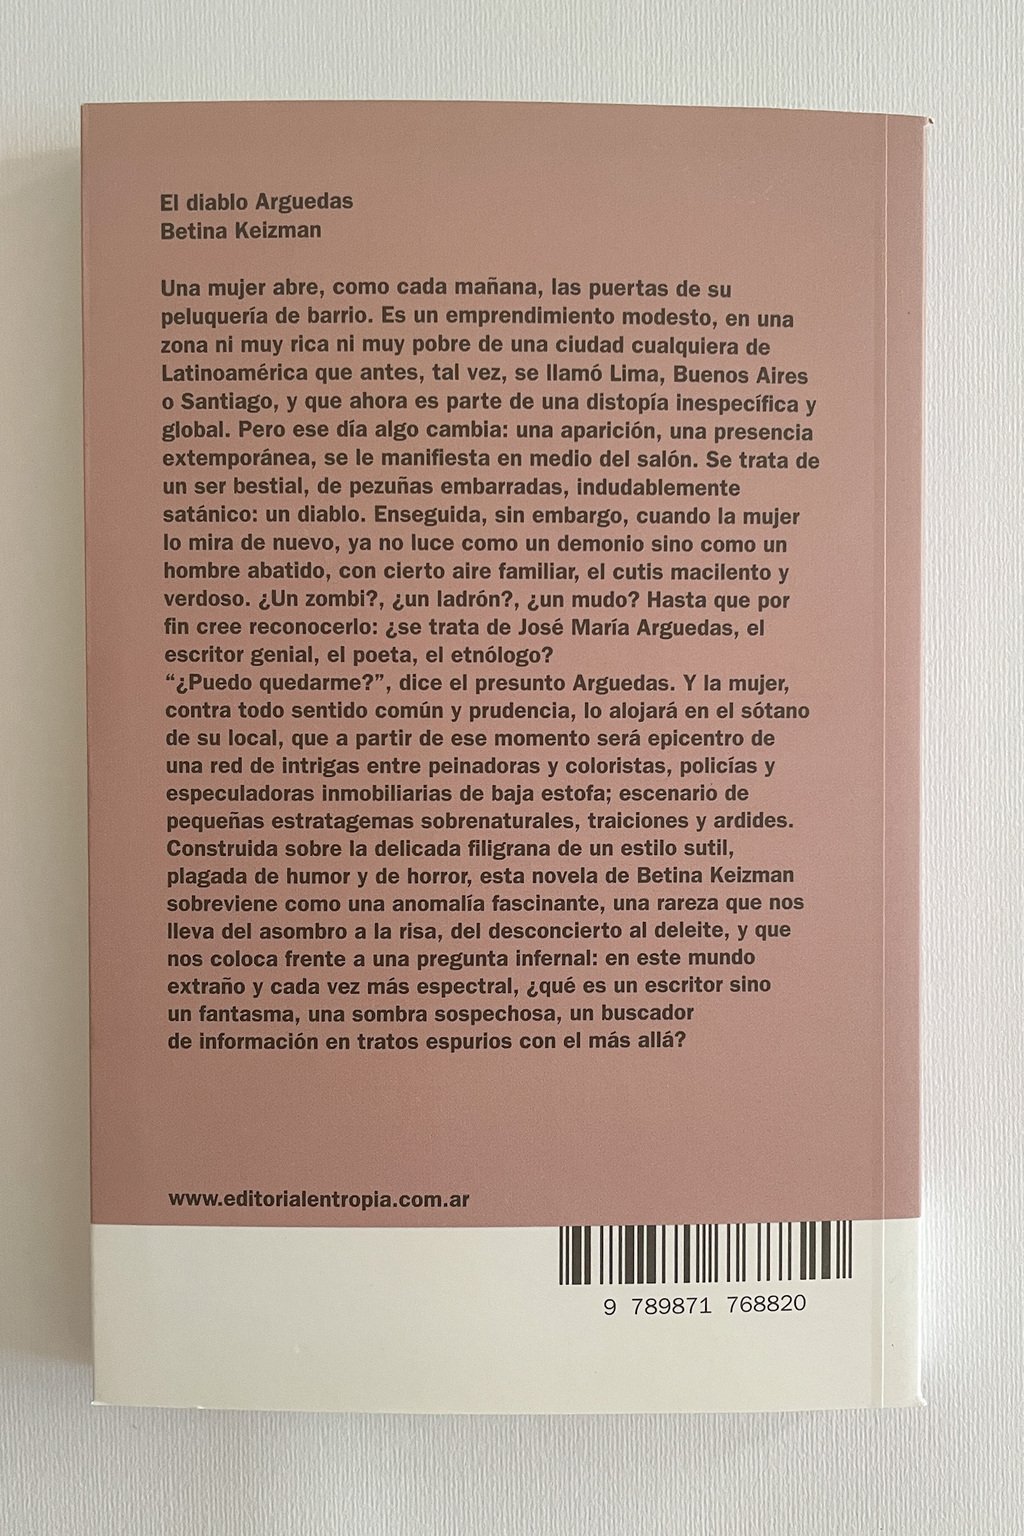 El diablo Arguedas
Betina Keizman
Una mujer abre, como cada mañana, las puertas de su
peluquería de barrio. Es un emprendimiento modesto, en una
zona ni muy rica ni muy pobre de una ciudad cualquiera de
Latinoamérica que antes, tal vez, se llamó Lima, Buenos Aires
o Santiago, y que ahora es parte de una distopía inespecífica y
global. Pero ese día algo cambia: una aparición, una presencia
extemporánea, se le manifiesta en medio del salón. Se trata de
un ser bestial, de pezuñas embarradas, indudablemente
satánico: un diablo. Enseguida, sin embargo, cuando la mujer
lo mira de nuevo, ya no luce como un demonio sino como un
hombre abatido, con cierto aire familiar, el cutis macilento y
verdoso. ¿Un zombi?, ¿un ladrón?, ¿un mudo? Hasta que por
fin cree reconocerlo: ¿se trata de José María Arguedas, el
escritor genial, el poeta, el etnólogo?
“¿Puedo quedarme?”, dice el presunto Arguedas. Y la mujer,
contra todo sentido común y prudencia, lo alojará en el sótano
de su local, que a partir de ese momento será epicentro de
una red de intrigas entre peinadoras y coloristas, policías y
especuladoras inmobiliarias de baja estofa; escenario de
pequeñas estratagemas sobrenaturales, traiciones y ardides.
Construida sobre la delicada filigrana de un estilo sutil,
plagada de humor y de horror, esta novela de Betina Keizman
sobreviene como una anomalía fascinante, una rareza que nos
lleva del asombro a la risa, del desconcierto al deleite, y que
nos coloca frente a una pregunta infernal: en este mundo
extraño y cada vez más espectral, ¿qué es un escritor sino
un fantasma, una sombra sospechosa, un buscador
de información en tratos espurios con el más allá?
www.editorialentropia.com.ar
9 789871 768820